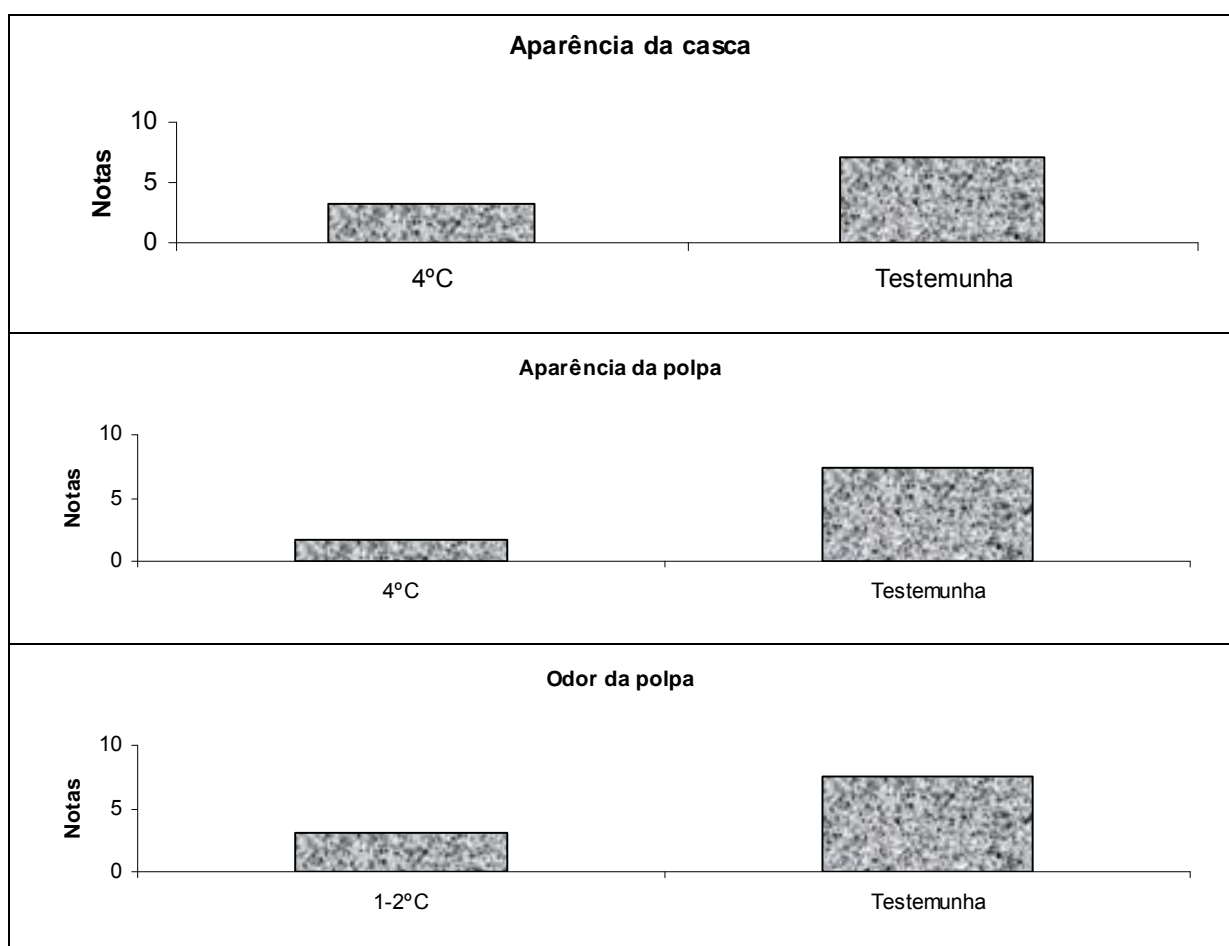 Aparência da casca
10
5
0
Notas
4ºC Testemunha
Aparência da polpa
10
5
0
Notas
4ºC Testemunha
Odor da polpa
10
5
0
Notas
1-2ºC Testemunha